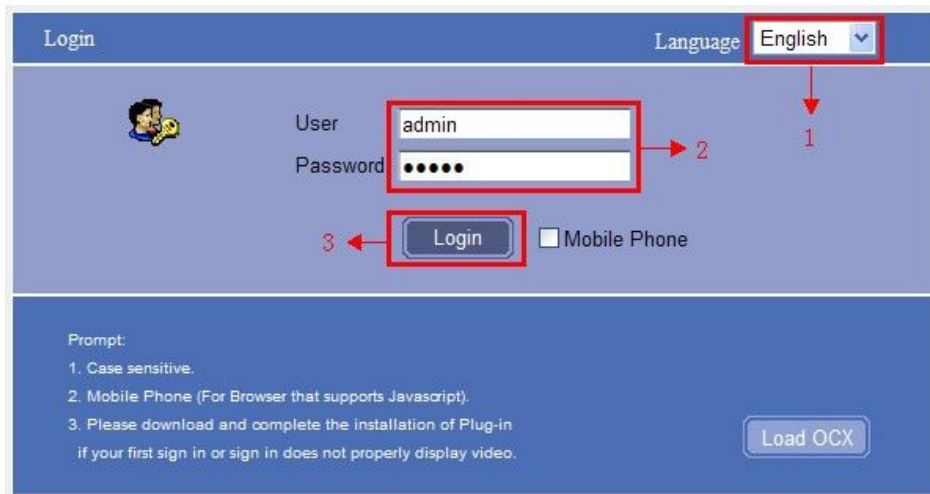 Login
Language English
1
User admin
2
Password •••••
3 Login Mobile Phone
Prompt:
1. Case sensitive.
2. Mobile Phone (For Browser that supports Javascript).
3. Please download and complete the installation of Plug-in
if your first sign in or sign in does not properly display video.
Load OCX